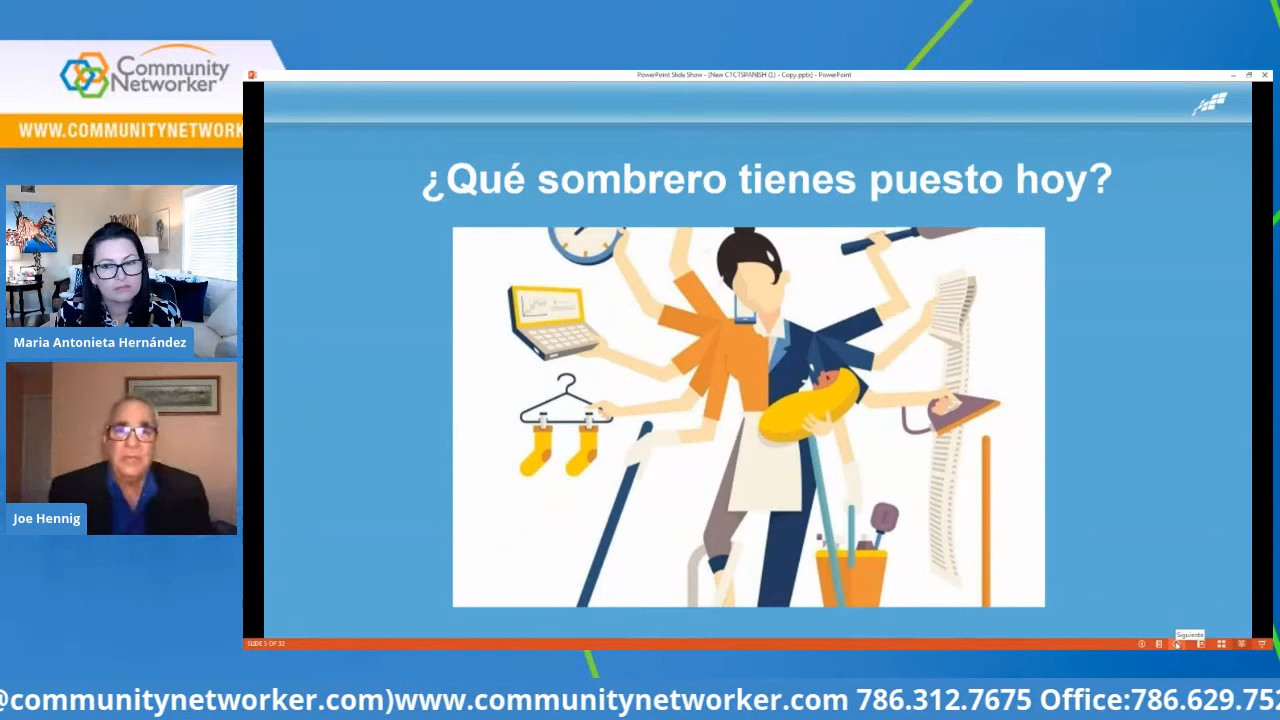 Community
Networker
WWW.COMMUNITYNETWORK
PowerPoint Slide Show - [New CTCTSPANISH (1) - Copy.pptx] - PowerPoint
¿Qué sombrero tienes puesto hoy?
Maria Antonieta Hernández
Joe Hennig
Siguiente
SLIDE 5 OF 32
@communitynetworker.com)www.communitynetworker.com 786.312.7675 Office:786.629.752